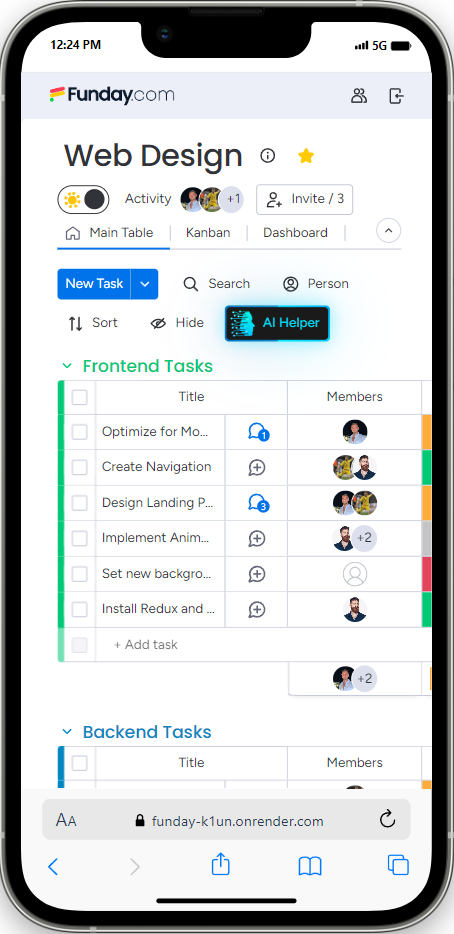 12:24 PM 5G
Funday.com
Web Design
Activity +1 Invite / 3
Main Table Kanban Dashboard
New Task Search Person
Sort Hide AI Helper
Frontend Tasks
Title Members
Optimize for Mo... 1
Create Navigation
Design Landing P... 3
Implement Anim... +2
Set new backgro...
Install Redux and ...
+ Add task
+2
Backend Tasks
Title Members
AA funday-k1un.onrender.com